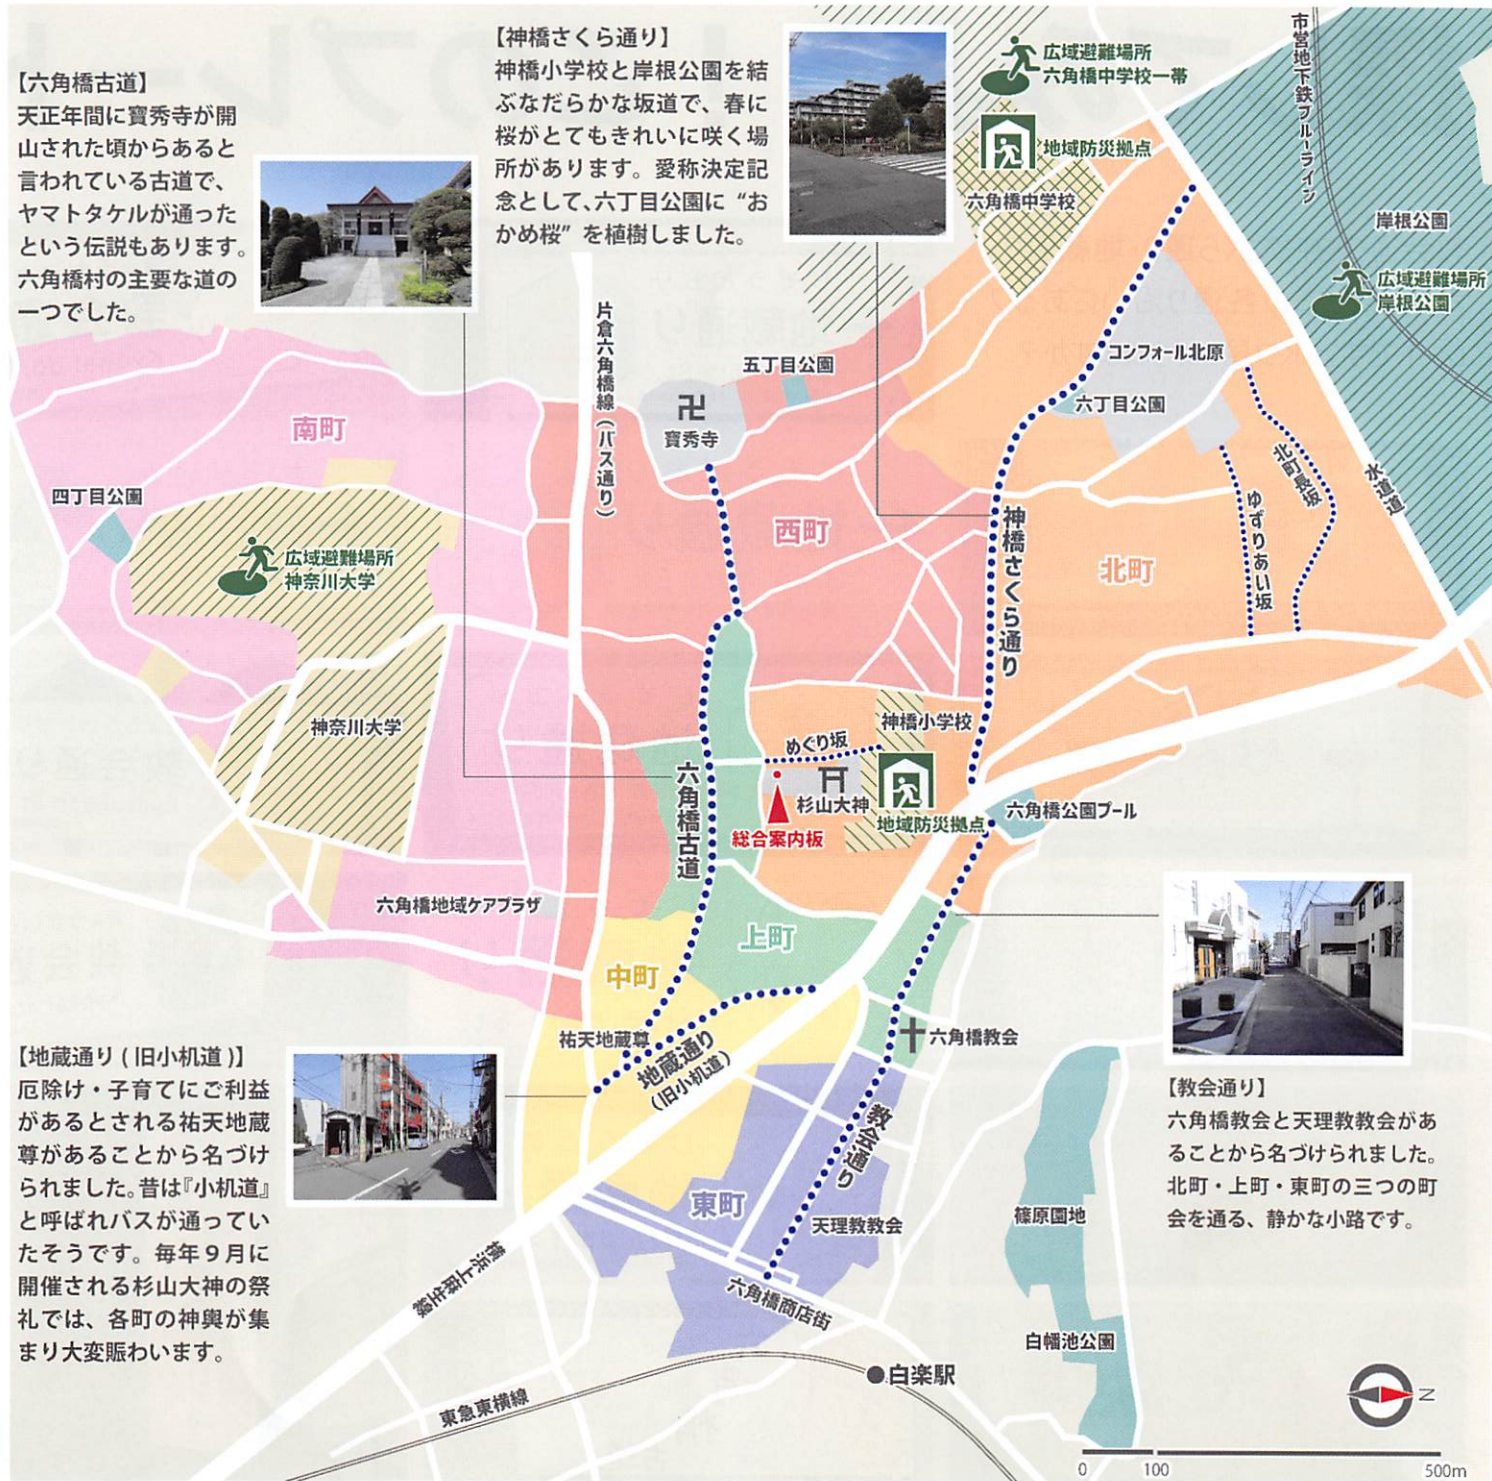 【六角橋古道】
天正年間に寳秀寺が開
山された頃からあると
言われている古道で、
ヤマトタケルが通った
という伝説もあります。
六角橋村の主要な道の
一つでした。
【神橋さくら通り】
神橋小学校と岸根公園を結
ぶなだらかな坂道で、春に
桜がとてもきれいに咲く場
所があります。愛称決定記
念として、六丁目公園に“お
かめ桜”を植樹しました。
広域避難場所
六角橋中学校一帯
地域防災拠点
六角橋中学校
市営地下鉄ブルーライン
岸根公園
広域避難場所
岸根公園
片倉六角橋線（バス通り）
五丁目公園
コンフォール北原
六丁目公園
卍
寳秀寺
南町
四丁目公園
広域避難場所
神奈川大学
西町
神橋さくら通り
北町
ゆずりあい坂
北町長坂
水道道
神奈川大学
神橋小学校
めぐり坂
杉山大神
地域防災拠点
総合案内板
六角橋公園プール
六角橋古道
六角橋地域ケアプラザ
上町
中町
祐天地蔵尊
地蔵通り
（旧小机道）
六角橋教会
教会通り
東町
天理教教会
六角橋商店街
横浜上麻生線
東急東横線
白楽駅
篠原園地
白幡池公園
【地蔵通り(旧小机道)】
厄除け・子育てにご利益
があるとされる祐天地蔵
尊があることから名づけ
られました。昔は『小机道』
と呼ばれバスが通ってい
たそうです。毎年９月に
開催される杉山大神の祭
礼では、各町の神輿が集
まり大変賑わいます。
【教会通り】
六角橋教会と天理教教会があ
ることから名づけられました。
北町・上町・東町の三つの町
会を通る、静かな小路です。
N
0 100 500m